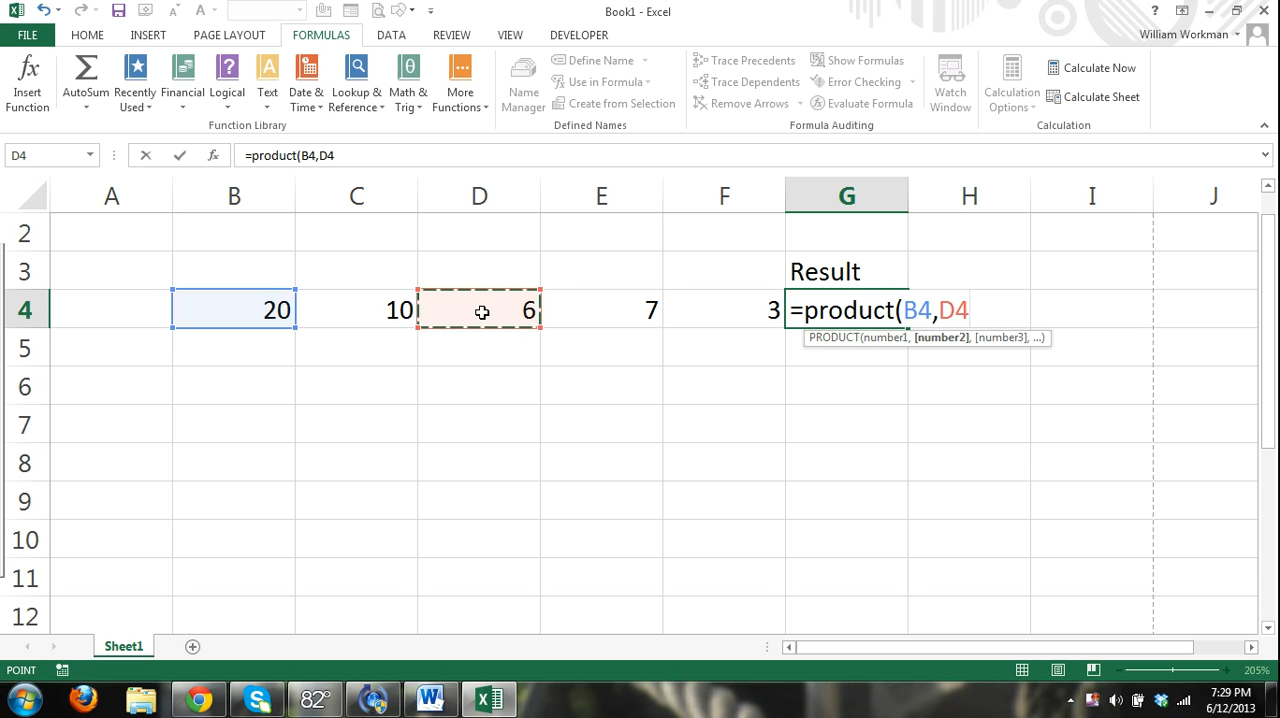 Book1 - Excel
FILE HOME INSERT PAGE LAYOUT FORMULAS DATA REVIEW VIEW DEVELOPER William Workman
Insert Function
AutoSum
Recently Used
Financial
Logical
Text
Date & Time
Lookup & Reference
Math & Trig
More Functions
Function Library
Name Manager
Define Name
Use in Formula
Create from Selection
Defined Names
Trace Precedents
Trace Dependents
Remove Arrows
Show Formulas
Error Checking
Evaluate Formula
Formula Auditing
Watch Window
Calculation Options
Calculate Now
Calculate Sheet
Calculation
D4 fx =product(B4,D4
A B C D E F G H I J
2
3 Result
4 20 10 6 7 3 =product(B4,D4
PRODUCT(number1, [number2], [number3], ...)
5
6
7
8
9
10
11
12
Sheet1
POINT 205%
82°
7:29 PM
6/12/2013